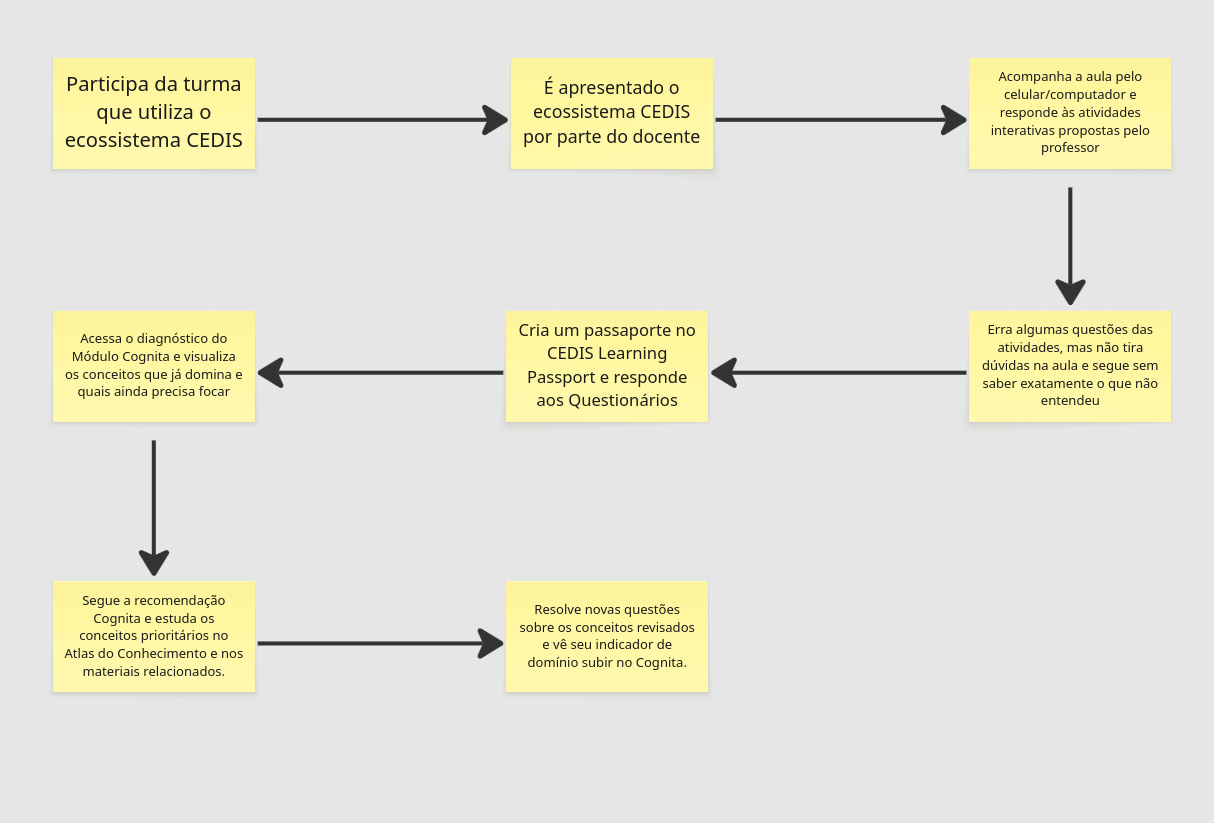 Participa da turma
que utiliza o
ecossistema CEDIS
É apresentado o
ecossistema CEDIS
por parte do docente
Acompanha a aula pelo
celular/computador e
responde às atividades
interativas propostas pelo
professor
Erra algumas questões das
atividades, mas não tira
dúvidas na aula e segue sem
saber exatamente o que não
entendeu
Cria um passaporte no
CEDIS Learning
Passport e responde
aos Questionários
Acessa o diagnóstico do
Módulo Cognita e visualiza
os conceitos que já domina e
quais ainda precisa focar
Segue a recomendação
Cognita e estuda os
conceitos prioritários no
Atlas do Conhecimento e nos
materiais relacionados.
Resolve novas questões
sobre os conceitos revisados
e vê seu indicador de
domínio subir no Cognita.